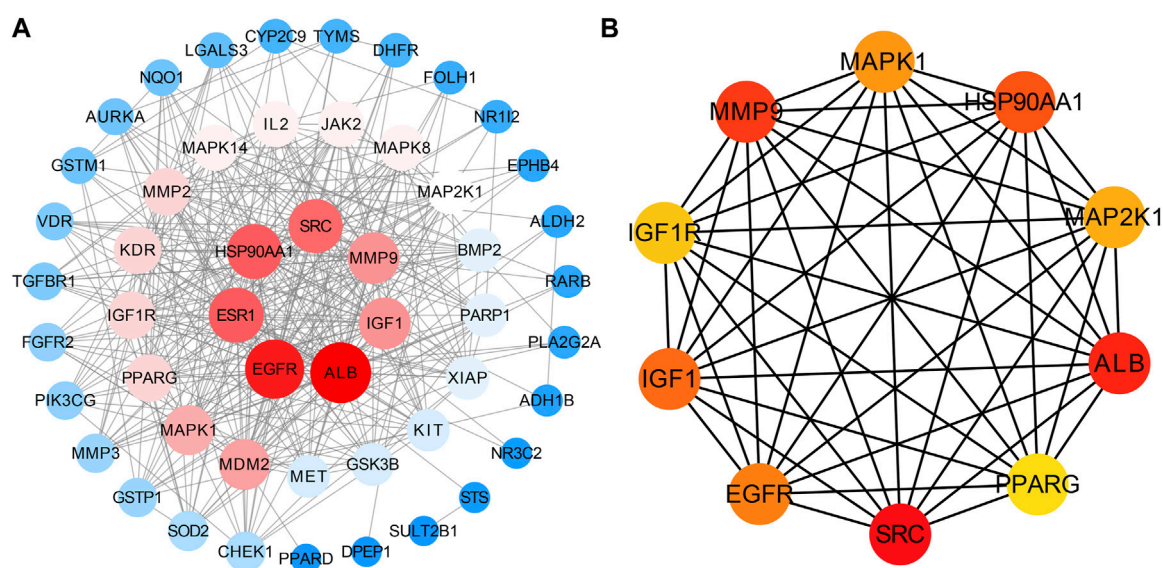 A
CYP2C9
TYMS
LGALS3
DHFR
NQO1
FOLH1
AURKA
NR1I2
IL2
JAK2
MAPK14
MAPK8
GSTM1
EPHB4
MMP2
MAP2K1
VDR
ALDH2
SRC
KDR
HSP90AA1
MMP9
BMP2
TGFBR1
RARB
IGF1R
ESR1
IGF1
PARP1
FGFR2
PLA2G2A
PPARG
EGFR
ALB
XIAP
PIK3CG
ADH1B
MAPK1
KIT
MMP3
MDM2
MET
GSK3B
NR3C2
GSTP1
STS
SOD2
SULT2B1
CHEK1
PPARD
DPEP1
B
MAPK1
MMP9
HSP90AA1
IGF1R
MAP2K1
IGF1
ALB
EGFR
PPARG
SRC